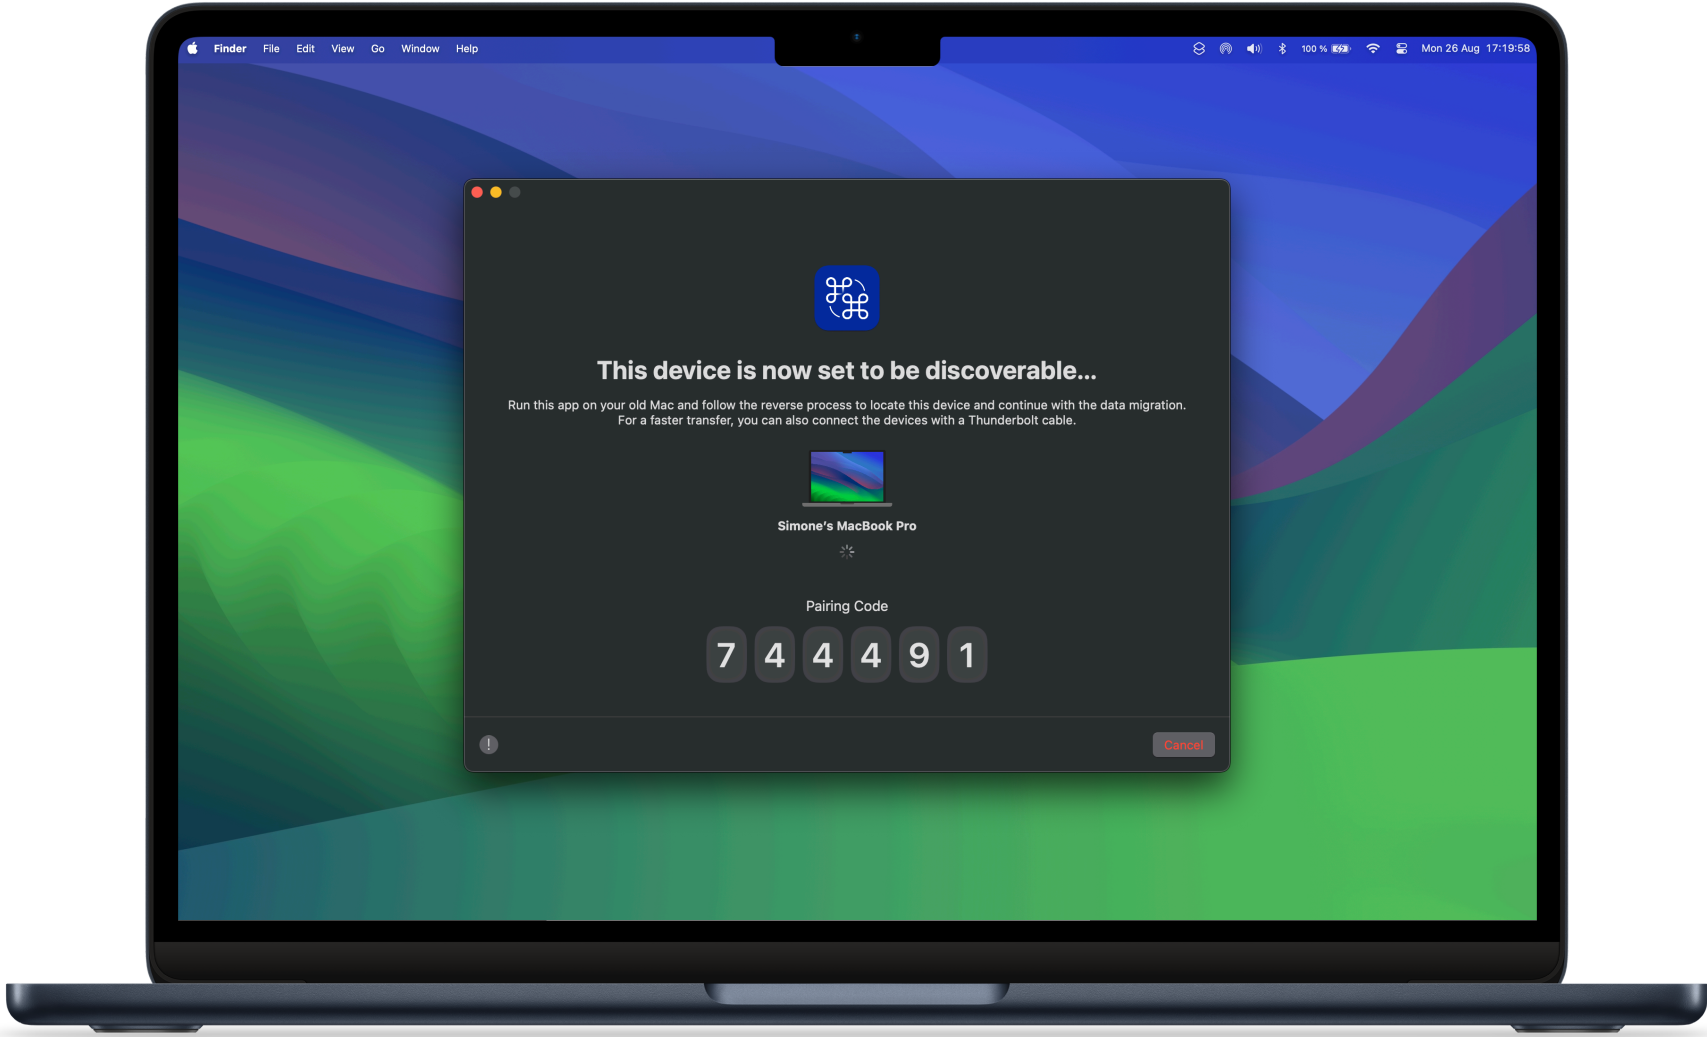 Finder File Edit View Go Window Help
100 % Mon 26 Aug 17:19:58
This device is now set to be discoverable...
Run this app on your old Mac and follow the reverse process to locate this device and continue with the data migration.
For a faster transfer, you can also connect the devices with a Thunderbolt cable.
Simone's MacBook Pro
Pairing Code
7 4 4 4 9 1
!
Cancel